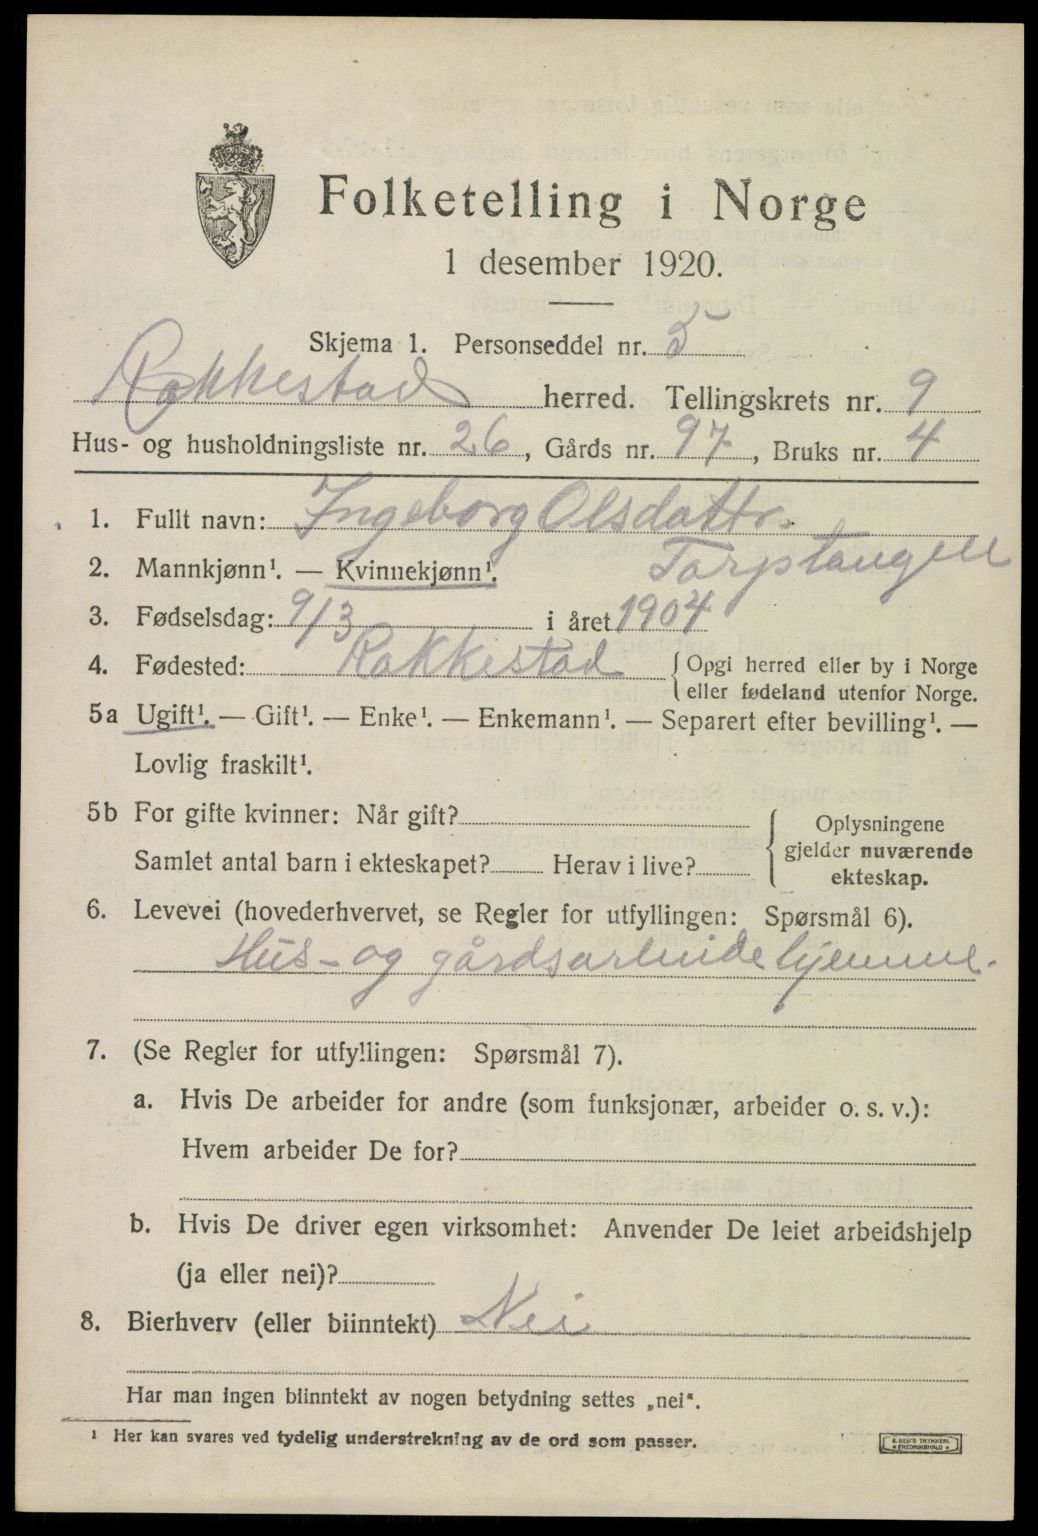 Folketelling i Norge
1 desember 1920.
Skjema 1. Personseddel nr. 5
Rakkestad herred. Tellingskrets nr. 9
Hus- og husholdningsliste nr. 26, Gårds nr. 97, Bruks nr. 4
1. Fullt navn: Ingeborg Olsdattr.
Torptangen
2. Mannkjønn¹. — Kvinnekjønn¹.
3. Fødselsdag: 9/3 i året 1904
4. Fødested: Rakkestad {Opgi herred eller by i Norge
eller fødeland utenfor Norge.
5a Ugift¹. — Gift¹. — Enke¹. — Enkemann¹. — Separert efter bevilling¹. —
Lovlig fraskilt¹.
5b For gifte kvinner: Når gift?
Samlet antal barn i ekteskapet? Herav i live?
Oplysningene
gjelder nuværende
ekteskap.
6. Levevei (hovederhvervet, se Regler for utfyllingen: Spørsmål 6).
Hus- og gårdsarbeide hjemme.
7. (Se Regler for utfyllingen: Spørsmål 7).
a. Hvis De arbeider for andre (som funksjonær, arbeider o. s. v.):
Hvem arbeider De for?
b. Hvis De driver egen virksomhet: Anvender De leiet arbeidshjelp
(ja eller nei)?
8. Bierhverv (eller biinntekt) Nei
Har man ingen biinntekt av nogen betydning settes „nei“.
¹ Her kan svares ved tydelig understrekning av de ord som passer.
E. SEM'S TRYKKERI
FREDRIKSHALD